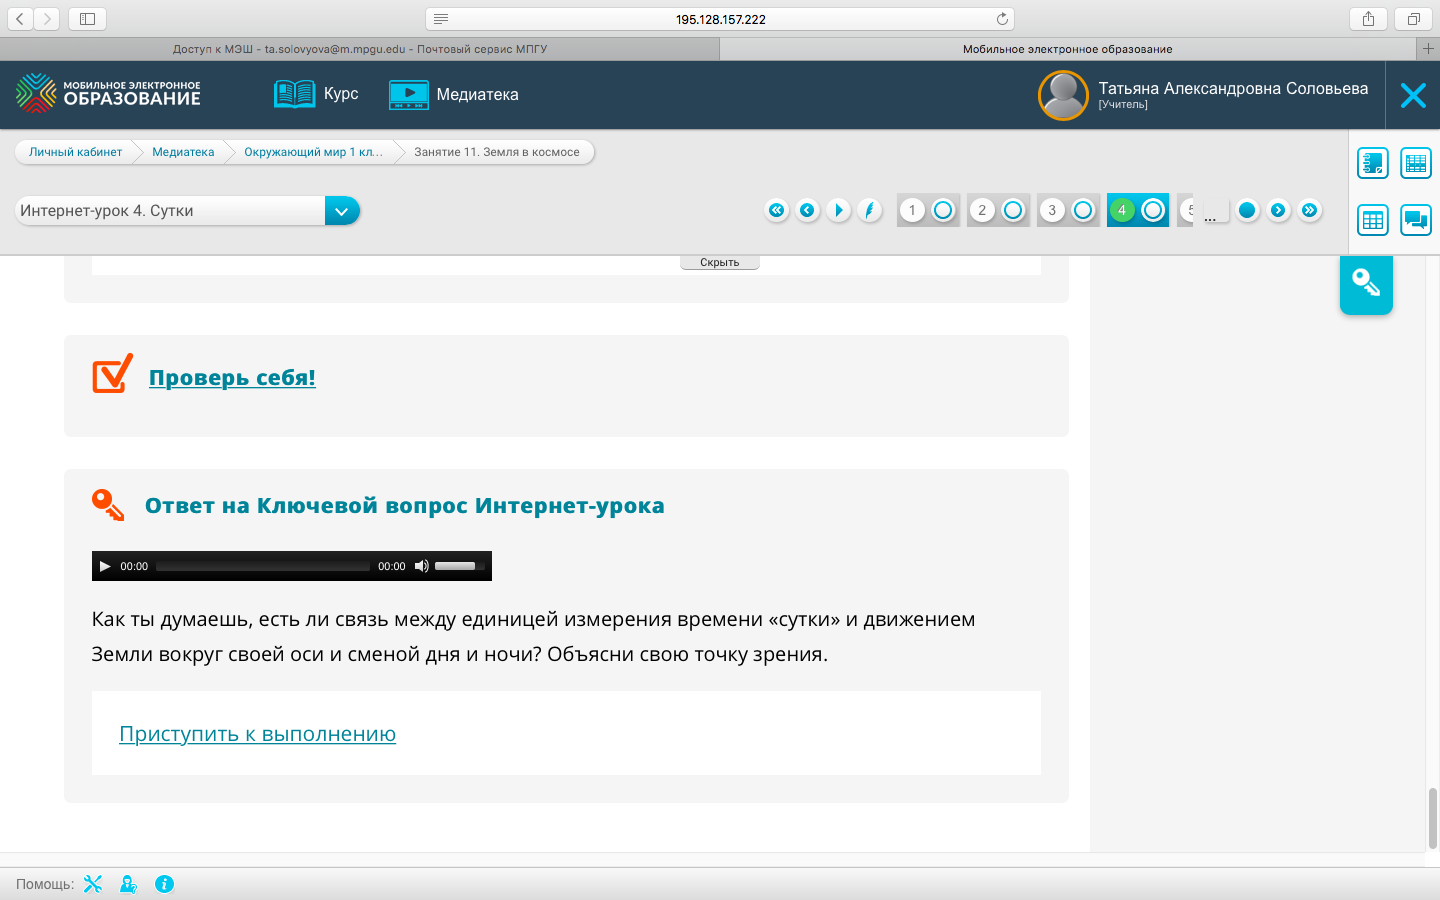 195.128.157.222
Доступ к МЭШ - ta.solovyova@m.mpgu.edu - Почтовый сервис МПГУ
Мобильное электронное образование
МОБИЛЬНОЕ ЭЛЕКТРОННОЕ
ОБРАЗОВАНИЕ
Курс
Медиатека
Татьяна Александровна Соловьева
[Учитель]
Личный кабинет
Медиатека
Окружающий мир 1 кл...
Занятие 11. Земля в космосе
Интернет-урок 4. Сутки
1
2
3
4
5
...
Скрыть
Проверь себя!
Ответ на Ключевой вопрос Интернет-урока
00:00
00:00
Как ты думаешь, есть ли связь между единицей измерения времени «сутки» и движением
Земли вокруг своей оси и сменой дня и ночи? Объясни свою точку зрения.
Приступить к выполнению
Помощь: